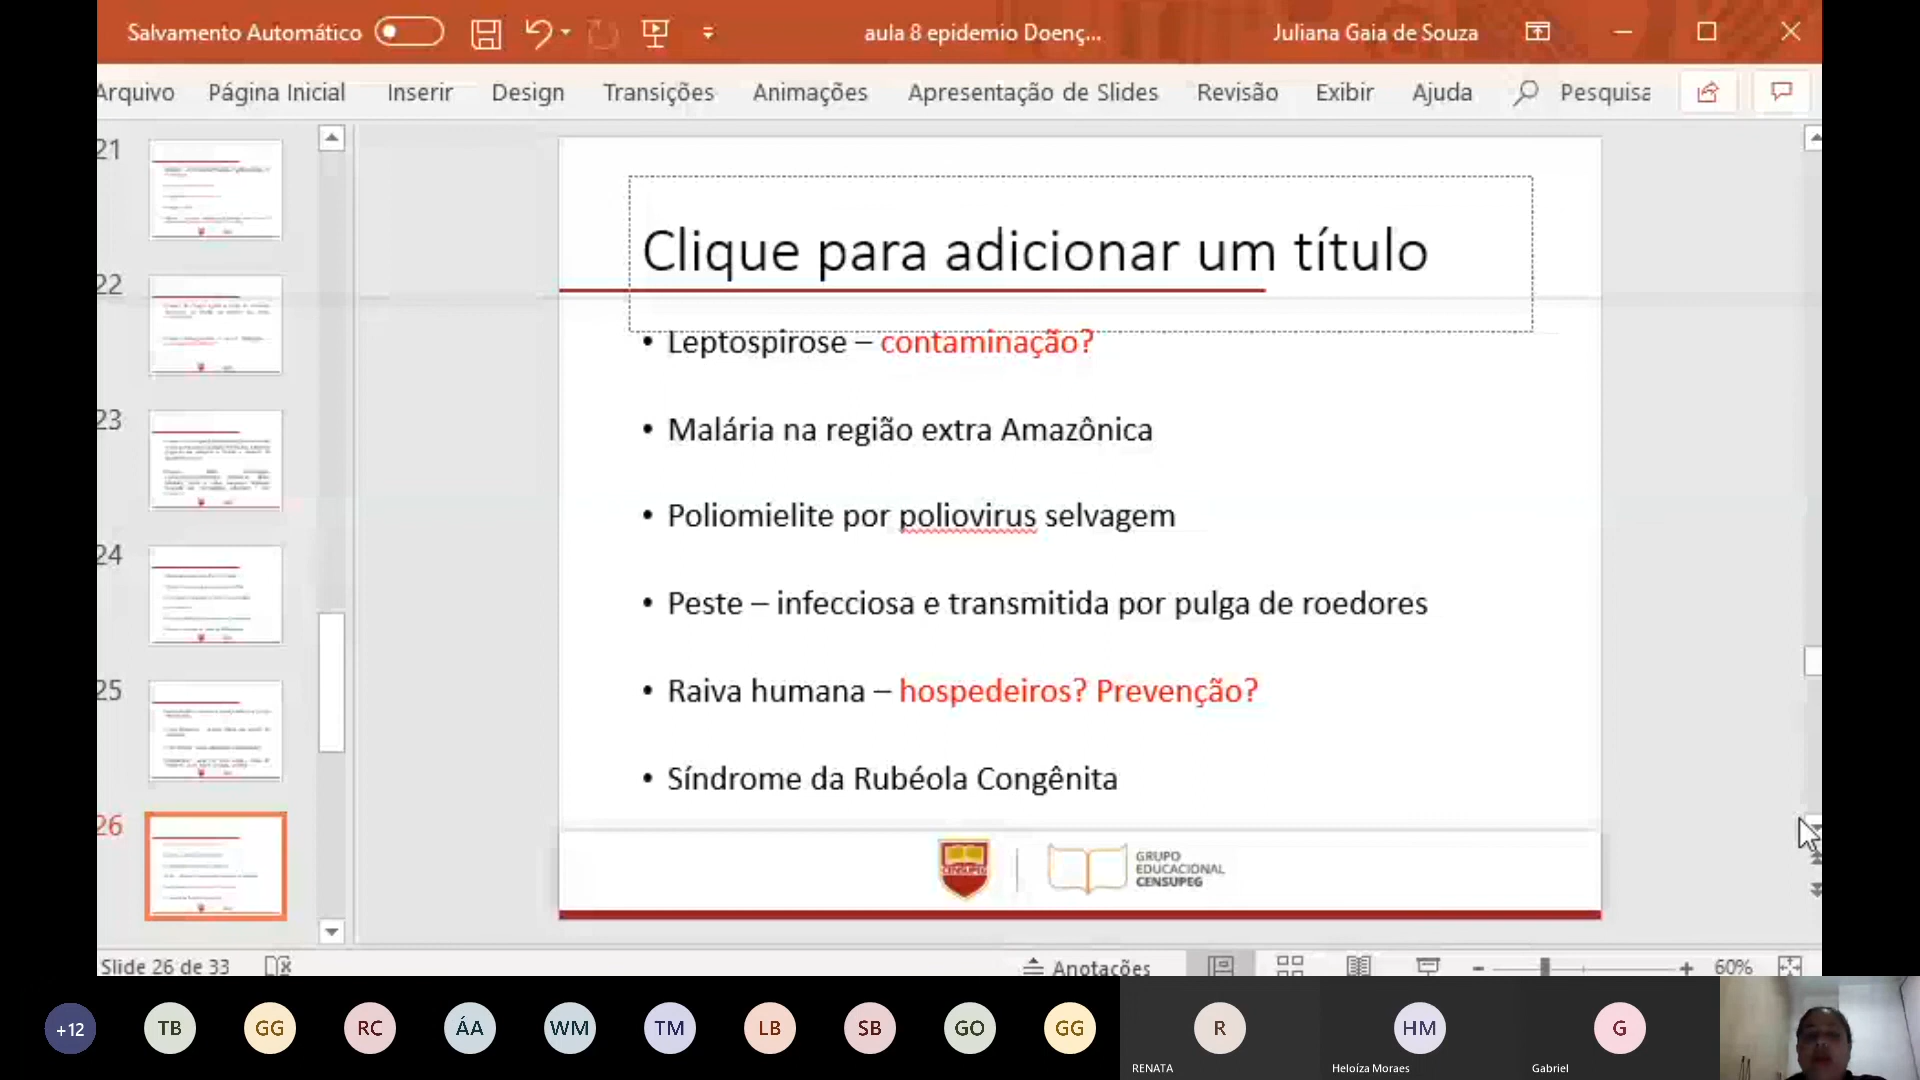 Salvamento Automático
aula 8 epidemio Doenç...
Juliana Gaia de Souza
Arquivo Página Inicial Inserir Design Transições Animações Apresentação de Slides Revisão Exibir Ajuda Pesquisa
21
22
23
24
25
26
Clique para adicionar um título
• Leptospirose – contaminação?
• Malária na região extra Amazônica
• Poliomielite por poliovirus selvagem
• Peste – infecciosa e transmitida por pulga de roedores
• Raiva humana – hospedeiros? Prevenção?
• Síndrome da Rubéola Congênita
CENSUPEG
GRUPO
EDUCACIONAL
CENSUPEG
Slide 26 de 33
Anotações
60%
+12 TB GG RC ÁA WM TM LB SB GO GG R HM G
RENATA Heloíza Moraes Gabriel